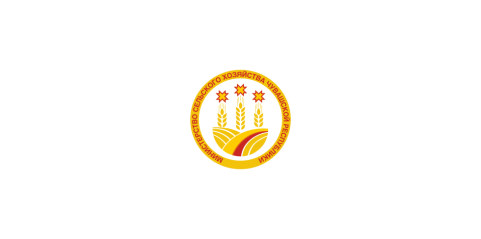 МИНИСТЕРСТВО СЕЛЬСКОГО ХОЗЯЙСТВА ЧУВАШСКОЙ РЕСПУБЛИКИ